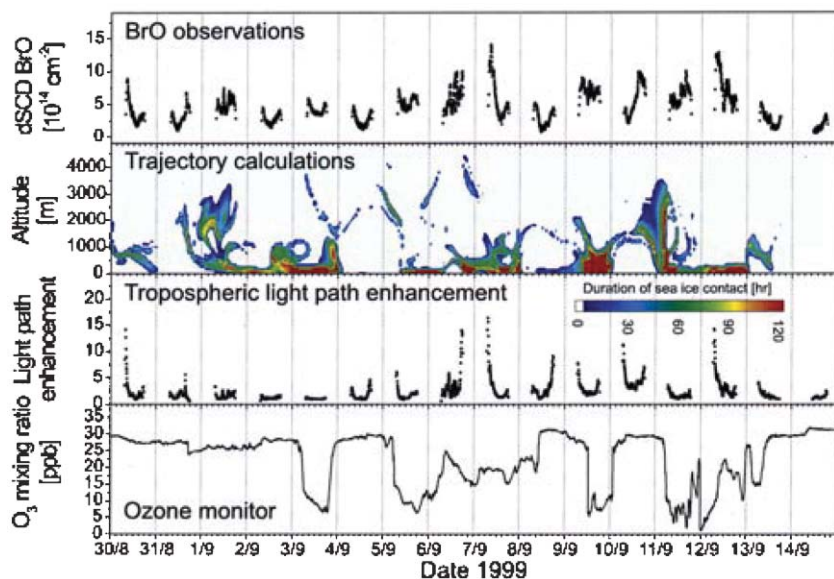 BrO observations
dSCD BrO
[10¹⁴ cm⁻²]
15
10
5
0
Trajectory calculations
Altitude
[m]
4000
3000
2000
1000
0
Tropospheric light path enhancement
Light path
enhancement
20
15
10
5
0
Duration of sea ice contact [hr]
0
30
60
90
120
O₃ mixing ratio
[ppb]
35
30
25
20
15
10
5
0
Ozone monitor
30/8 31/8 1/9 2/9 3/9 4/9 5/9 6/9 7/9 8/9 9/9 10/9 11/9 12/9 13/9 14/9
Date 1999